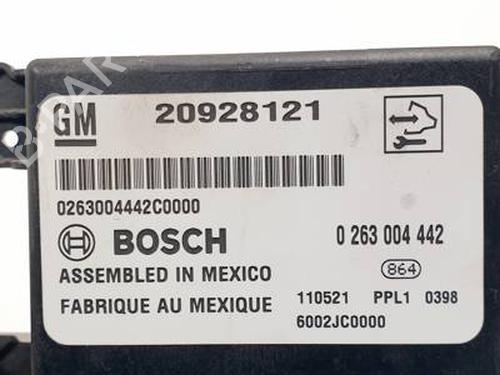 GM 20928121
0263004442C0000
BOSCH 0 263 004 442
ASSEMBLED IN MEXICO 864
FABRIQUE AU MEXIQUE 110521 PPL1 0398
6002JC0000
B-PARTS